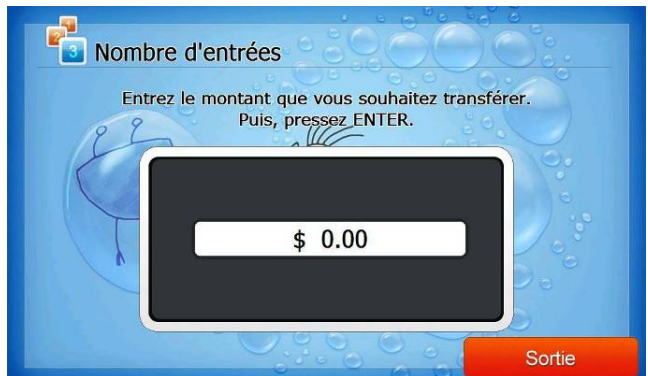 Nombre d'entrées
Entrez le montant que vous souhaitez transférer.
Puis, pressez ENTER.
$ 0.00
Sortie